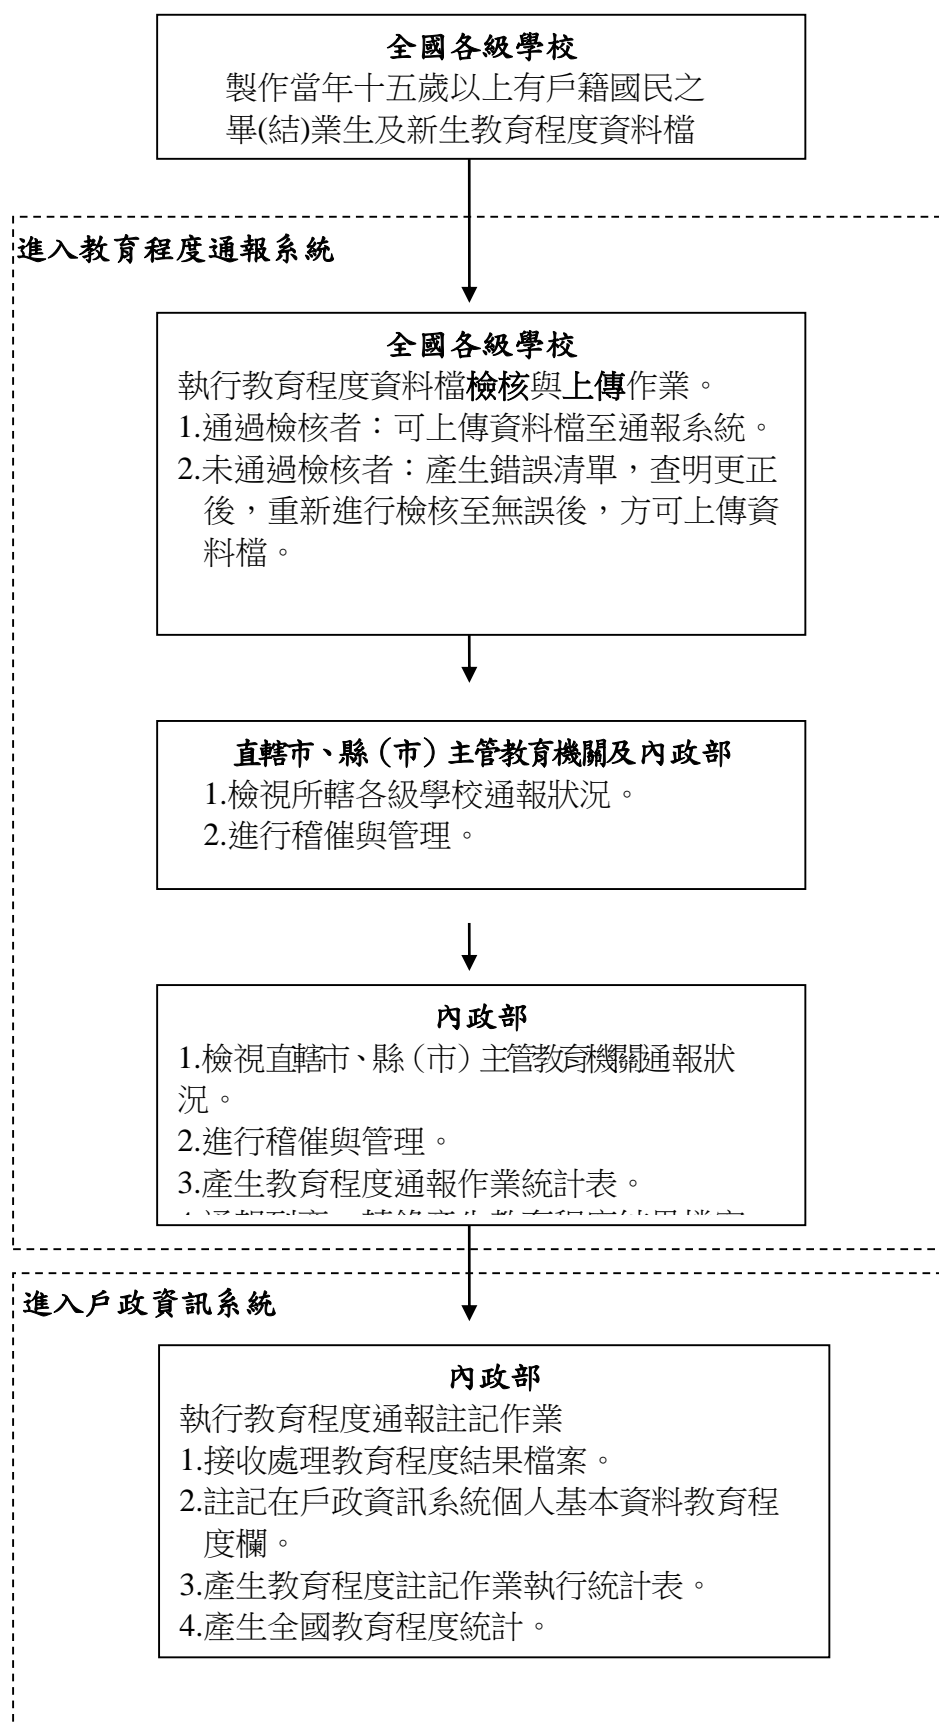 全國各級學校
製作當年十五歲以上有戶籍國民之
畢(結)業生及新生教育程度資料檔
進入教育程度通報系統
全國各級學校
執行教育程度資料檔檢核與上傳作業。
1.通過檢核者：可上傳資料檔至通報系統。
2.未通過檢核者：產生錯誤清單，查明更正
後，重新進行檢核至無誤後，方可上傳資
料檔。
直轄市、縣（市）主管教育機關及內政部
1.檢視所轄各級學校通報狀況。
2.進行稽催與管理。
內政部
1.檢視直轄市、縣（市）主管教育機關通報狀
況。
2.進行稽催與管理。
3.產生教育程度通報作業統計表。
進入戶政資訊系統
內政部
執行教育程度通報註記作業
1.接收處理教育程度結果檔案。
2.註記在戶政資訊系統個人基本資料教育程
度欄。
3.產生教育程度註記作業執行統計表。
4.產生全國教育程度統計。